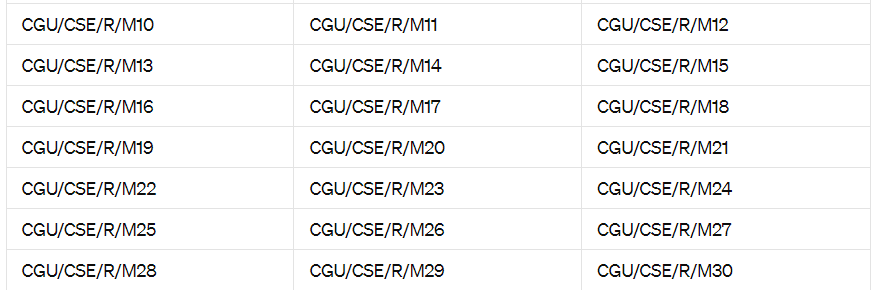 CGU/CSE/R/M10 CGU/CSE/R/M11 CGU/CSE/R/M12
CGU/CSE/R/M13 CGU/CSE/R/M14 CGU/CSE/R/M15
CGU/CSE/R/M16 CGU/CSE/R/M17 CGU/CSE/R/M18
CGU/CSE/R/M19 CGU/CSE/R/M20 CGU/CSE/R/M21
CGU/CSE/R/M22 CGU/CSE/R/M23 CGU/CSE/R/M24
CGU/CSE/R/M25 CGU/CSE/R/M26 CGU/CSE/R/M27
CGU/CSE/R/M28 CGU/CSE/R/M29 CGU/CSE/R/M30